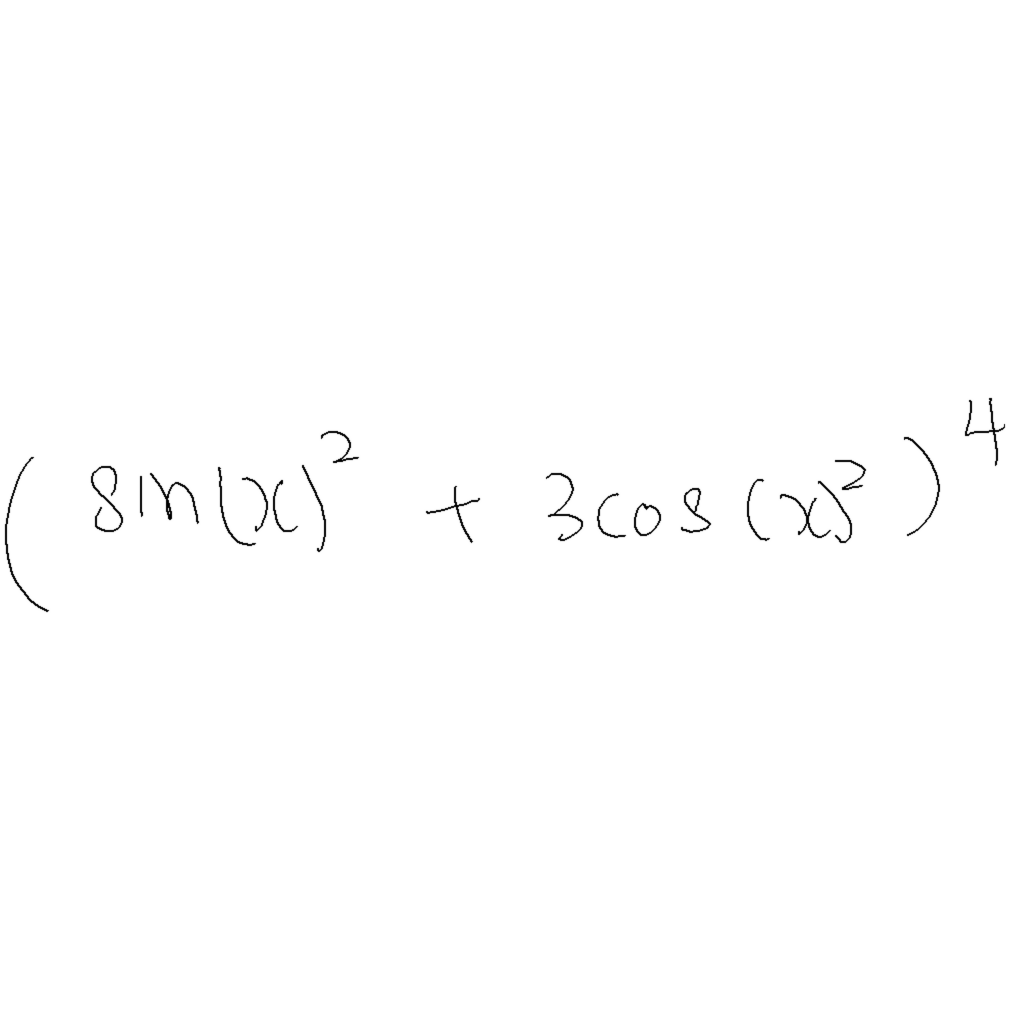 (sin(x)² + 3cos(x)²)⁴